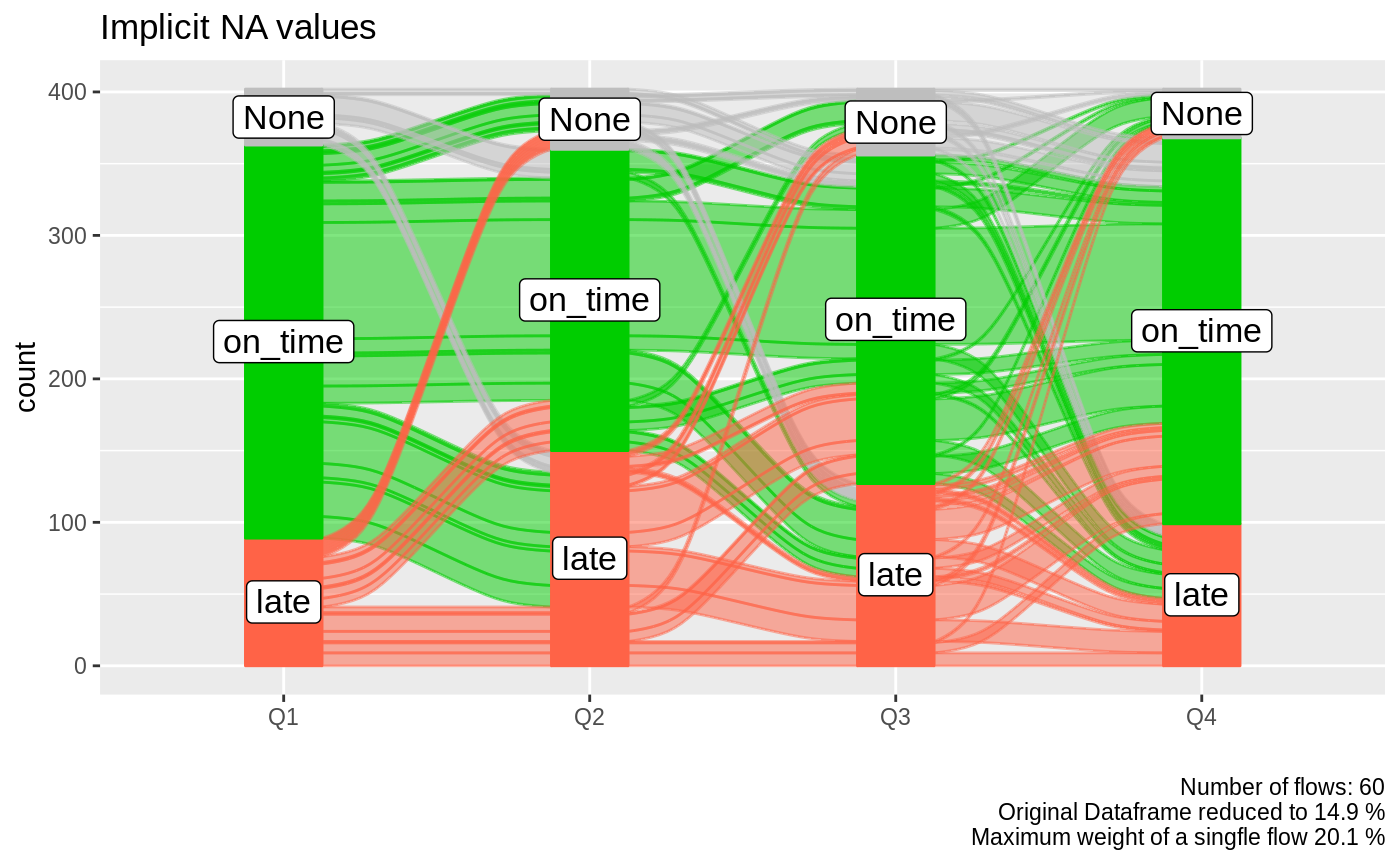 Implicit NA values
400
300
200
100
0
count
None
None
None
None
on_time
on_time
on_time
on_time
late
late
late
late
Q1
Q2
Q3
Q4
Number of flows: 60
Original Dataframe reduced to 14.9 %
Maximum weight of a singfle flow 20.1 %